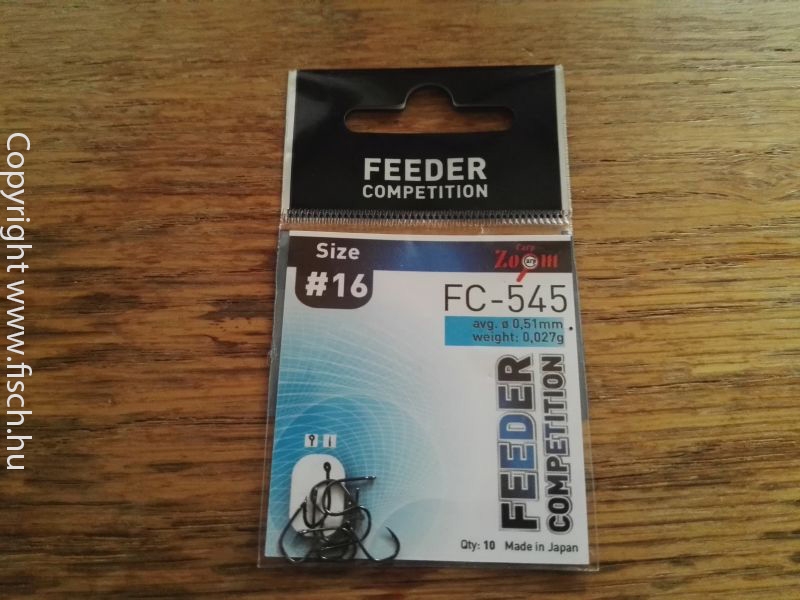 FEEDER
COMPETITION
Size
#16
Carp
Zoom
FC-545
avg. ø 0,51mm
weight: 0,027g
FEEDER
COMPETITION
Qty: 10 Made in Japan
Copyright www.fisch.hu